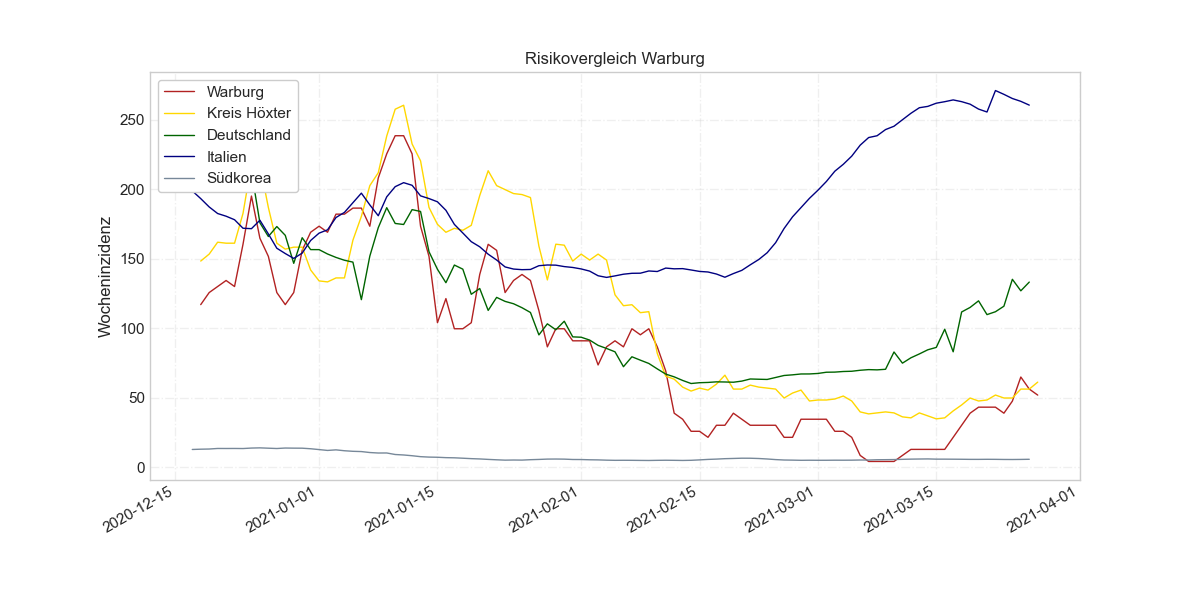 Risikovergleich Warburg
Warburg
Kreis Höxter
Deutschland
Italien
Südkorea
Wocheninzidenz
250
200
150
100
50
0
2020-12-15
2021-01-01
2021-01-15
2021-02-01
2021-02-15
2021-03-01
2021-03-15
2021-04-01